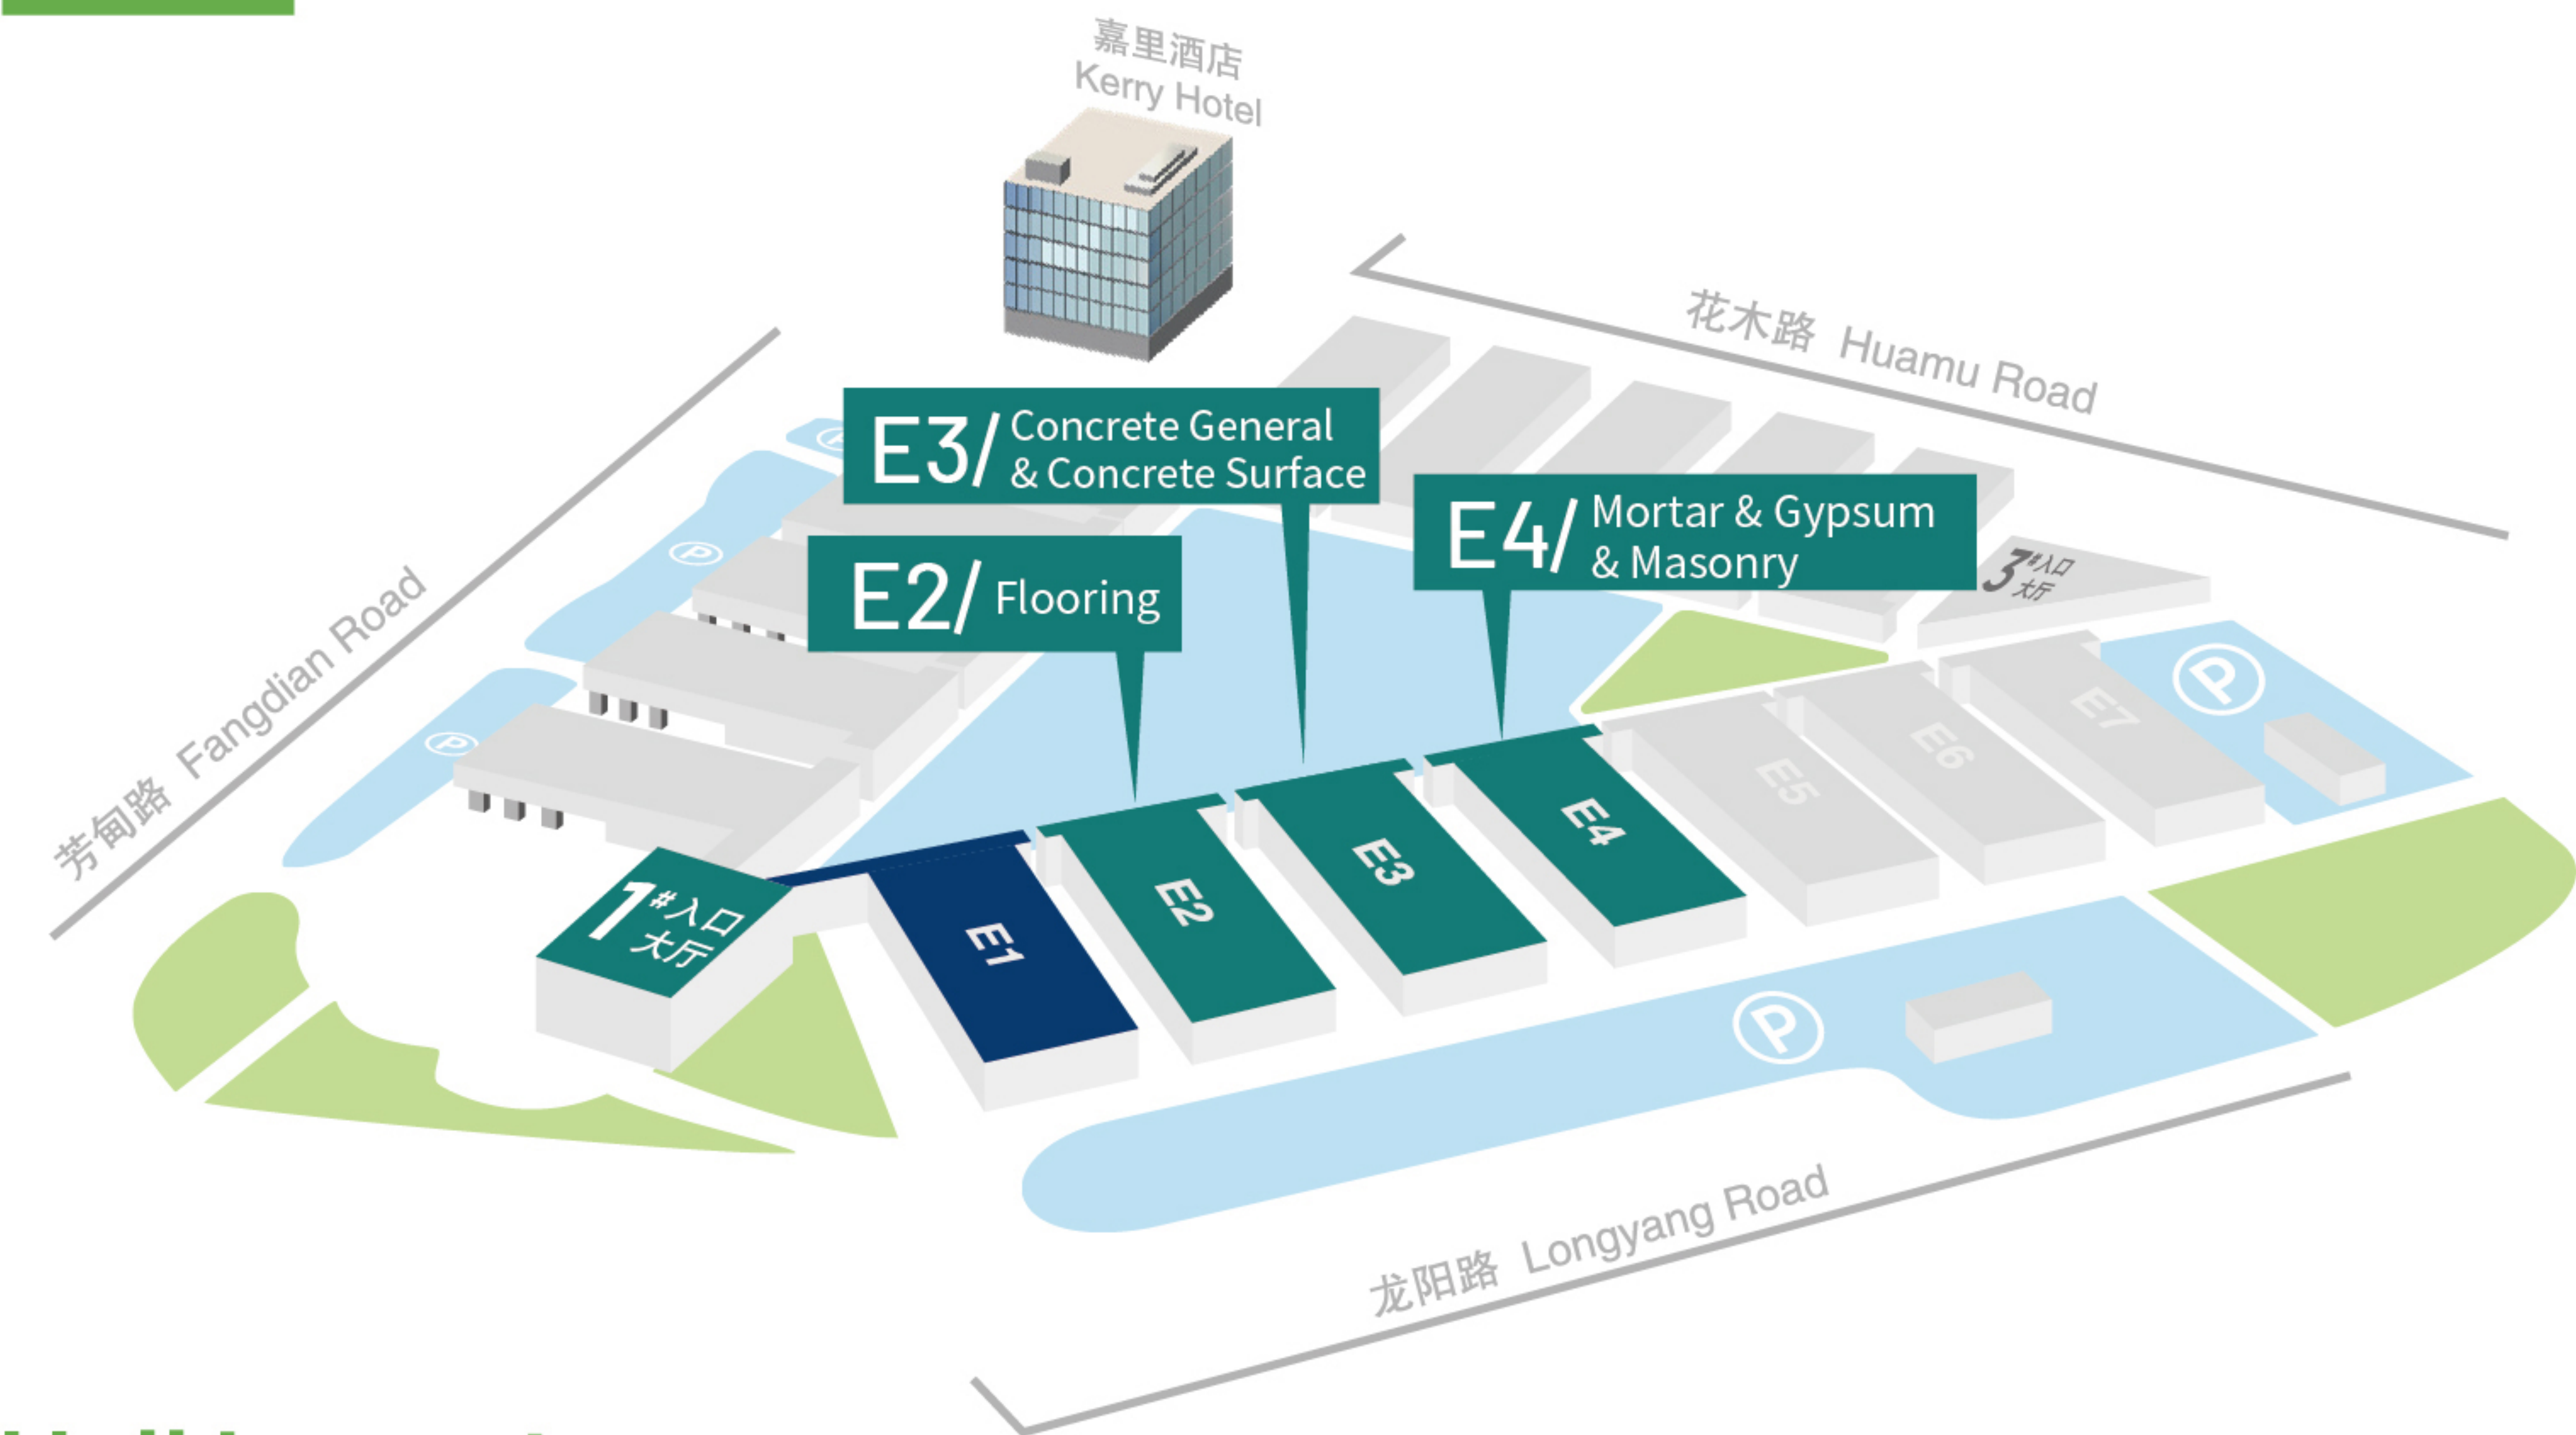 嘉里酒店
Kerry Hotel
花木路 Huamu Road
芳甸路 Fangdian Road
E3/ Concrete General
& Concrete Surface
E4/ Mortar & Gypsum
& Masonry
E2/ Flooring
P
P
P
3#入口
大厅
P
E7
E6
E5
E4
E3
E2
E1
1#入口
大厅
P
龙阳路 Longyang Road